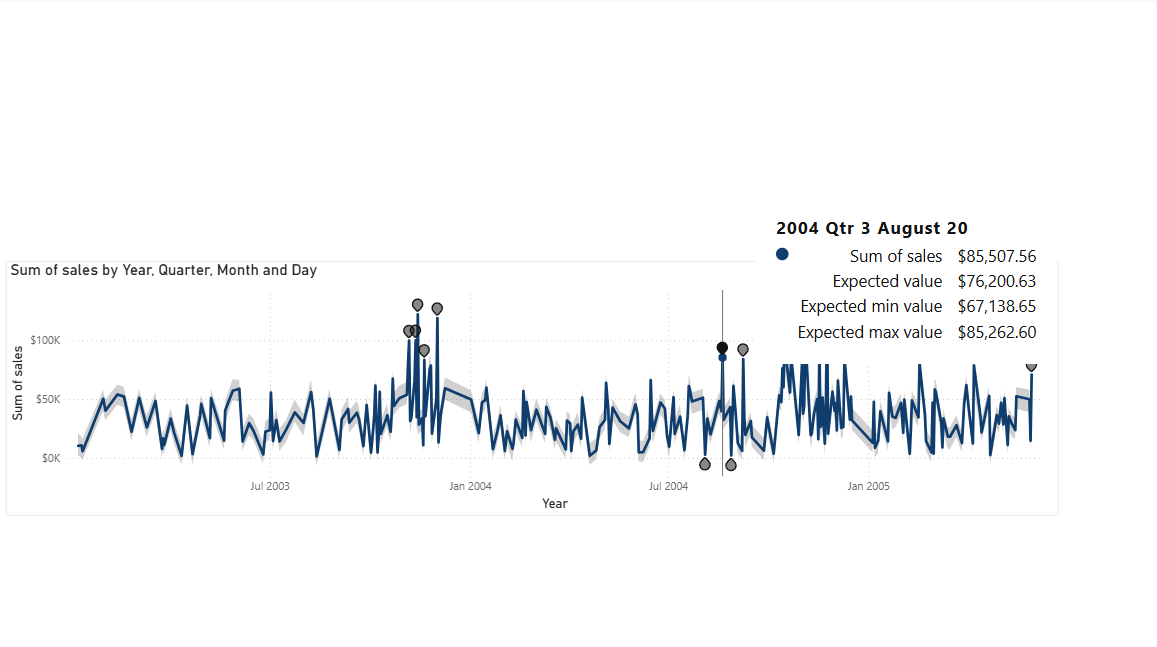 2004 Qtr 3 August 20
Sum of sales $85,507.56
Expected value $76,200.63
Expected min value $67,138.65
Expected max value $85,262.60
Sum of sales by Year, Quarter, Month and Day
Sum of sales
$100K
$50K
$0K
Jul 2003 Jan 2004 Jul 2004 Jan 2005
Year